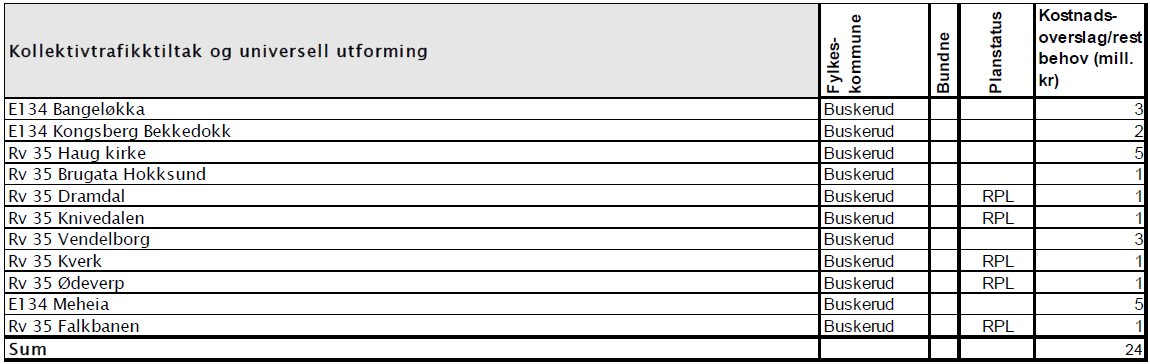 Kollektivtrafikktiltak og universell utforming Fylkes-kommune Bundne Planstatus Kostnads-overslag/rest behov (mill. kr)
E134 Bangeløkka Buskerud 3
E134 Kongsberg Bekkedokk Buskerud 2
Rv 35 Haug kirke Buskerud 5
Rv 35 Brugata Hokksund Buskerud 1
Rv 35 Dramdal Buskerud RPL 1
Rv 35 Knivedalen Buskerud RPL 1
Rv 35 Vendelborg Buskerud 3
Rv 35 Kverk Buskerud RPL 1
Rv 35 Ødeverp Buskerud RPL 1
E134 Meheia Buskerud 5
Rv 35 Falkbanen Buskerud RPL 1
Sum 24